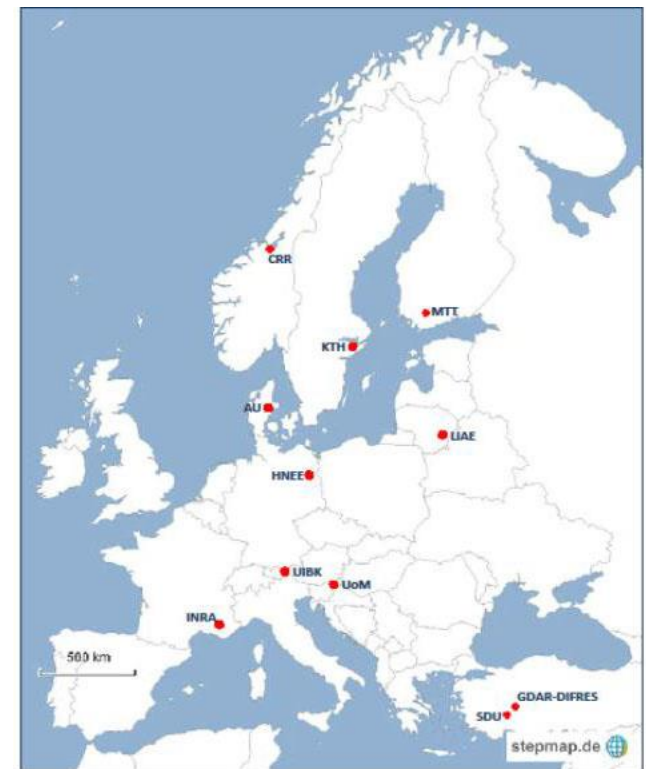 CRR
MTT
KTH
AU
LIAE
HNEE
UIBK
UoM
INRA
500 km
GDAR-DIFRES
SDU
stepmap.de